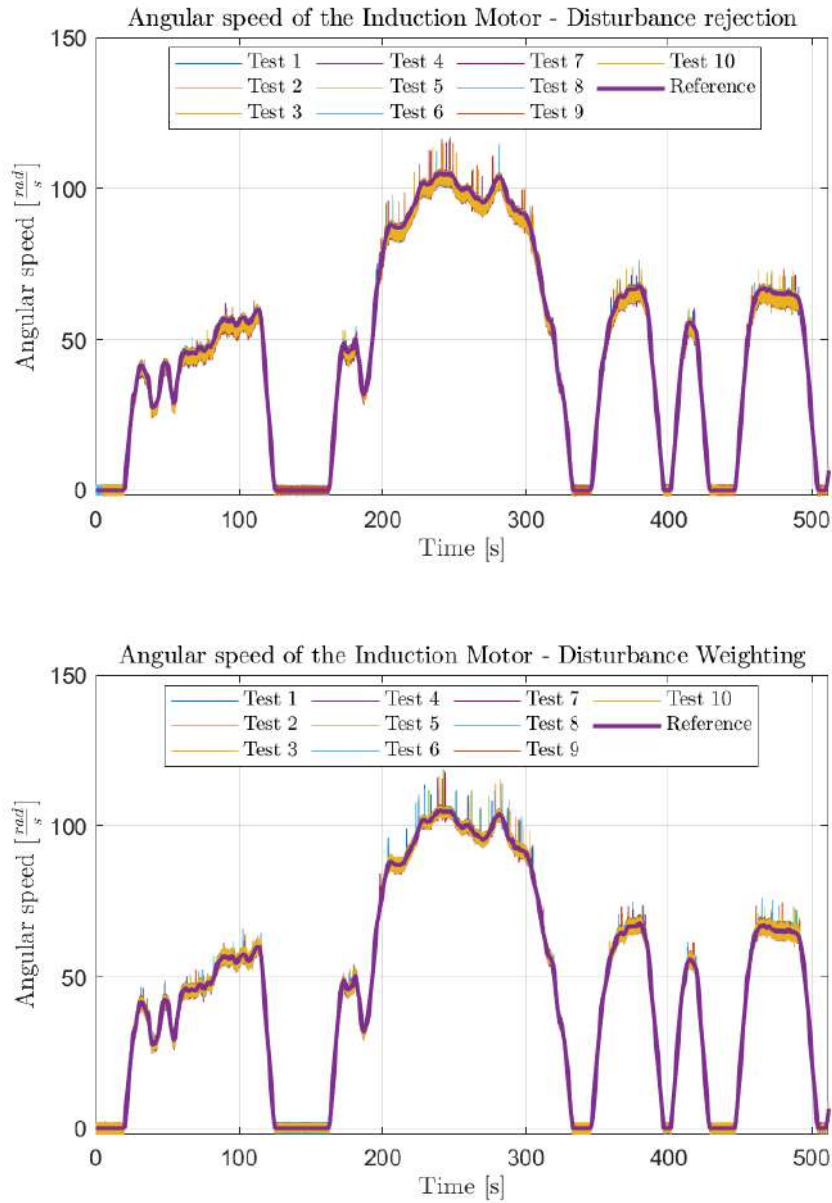 Angular speed of the Induction Motor - Disturbance rejection
150
Test 1 Test 4 Test 7 Test 10
Test 2 Test 5 Test 8 Reference
Test 3 Test 6 Test 9
100
50
0
Angular speed [rad/s]
0 100 200 300 400 500
Time [s]
Angular speed of the Induction Motor - Disturbance Weighting
150
Test 1 Test 4 Test 7 Test 10
Test 2 Test 5 Test 8 Reference
Test 3 Test 6 Test 9
100
50
0
Angular speed [rad/s]
0 100 200 300 400 500
Time [s]